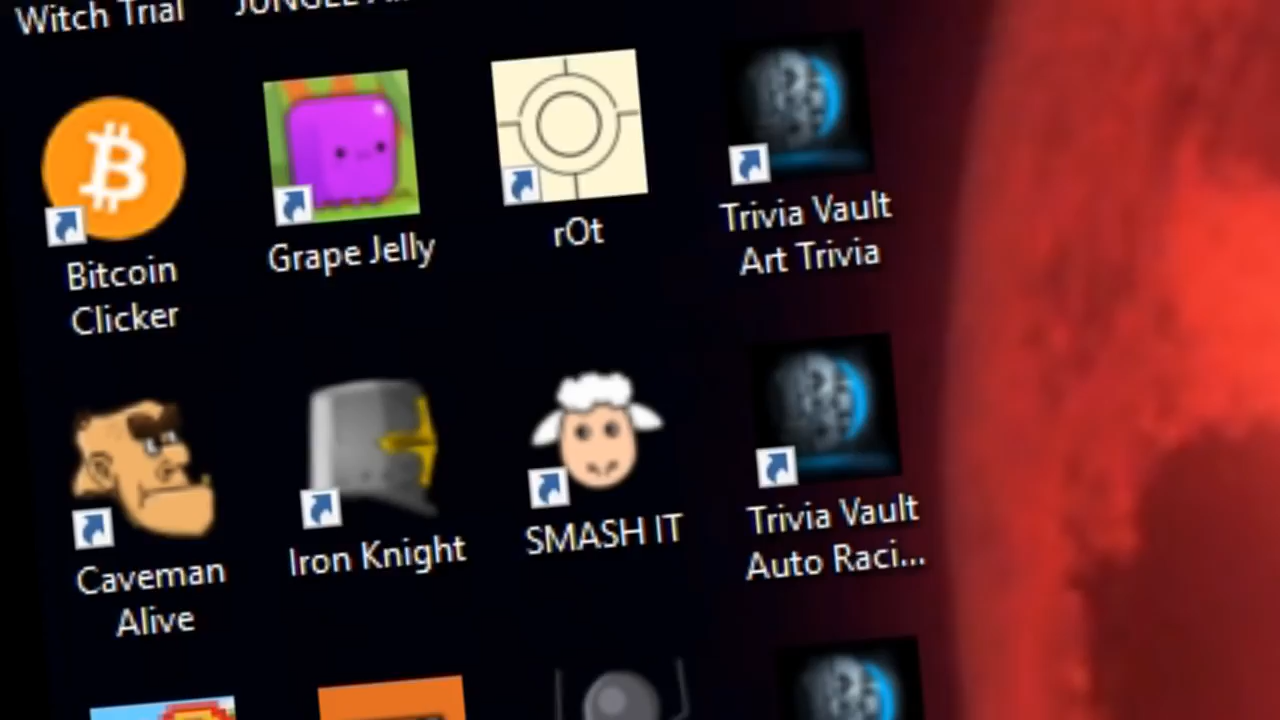 Witch Trial
JUNGLE
Bitcoin
Clicker
Grape Jelly
rOt
Trivia Vault
Art Trivia
Caveman
Alive
Iron Knight
SMASH IT
Trivia Vault
Auto Raci...